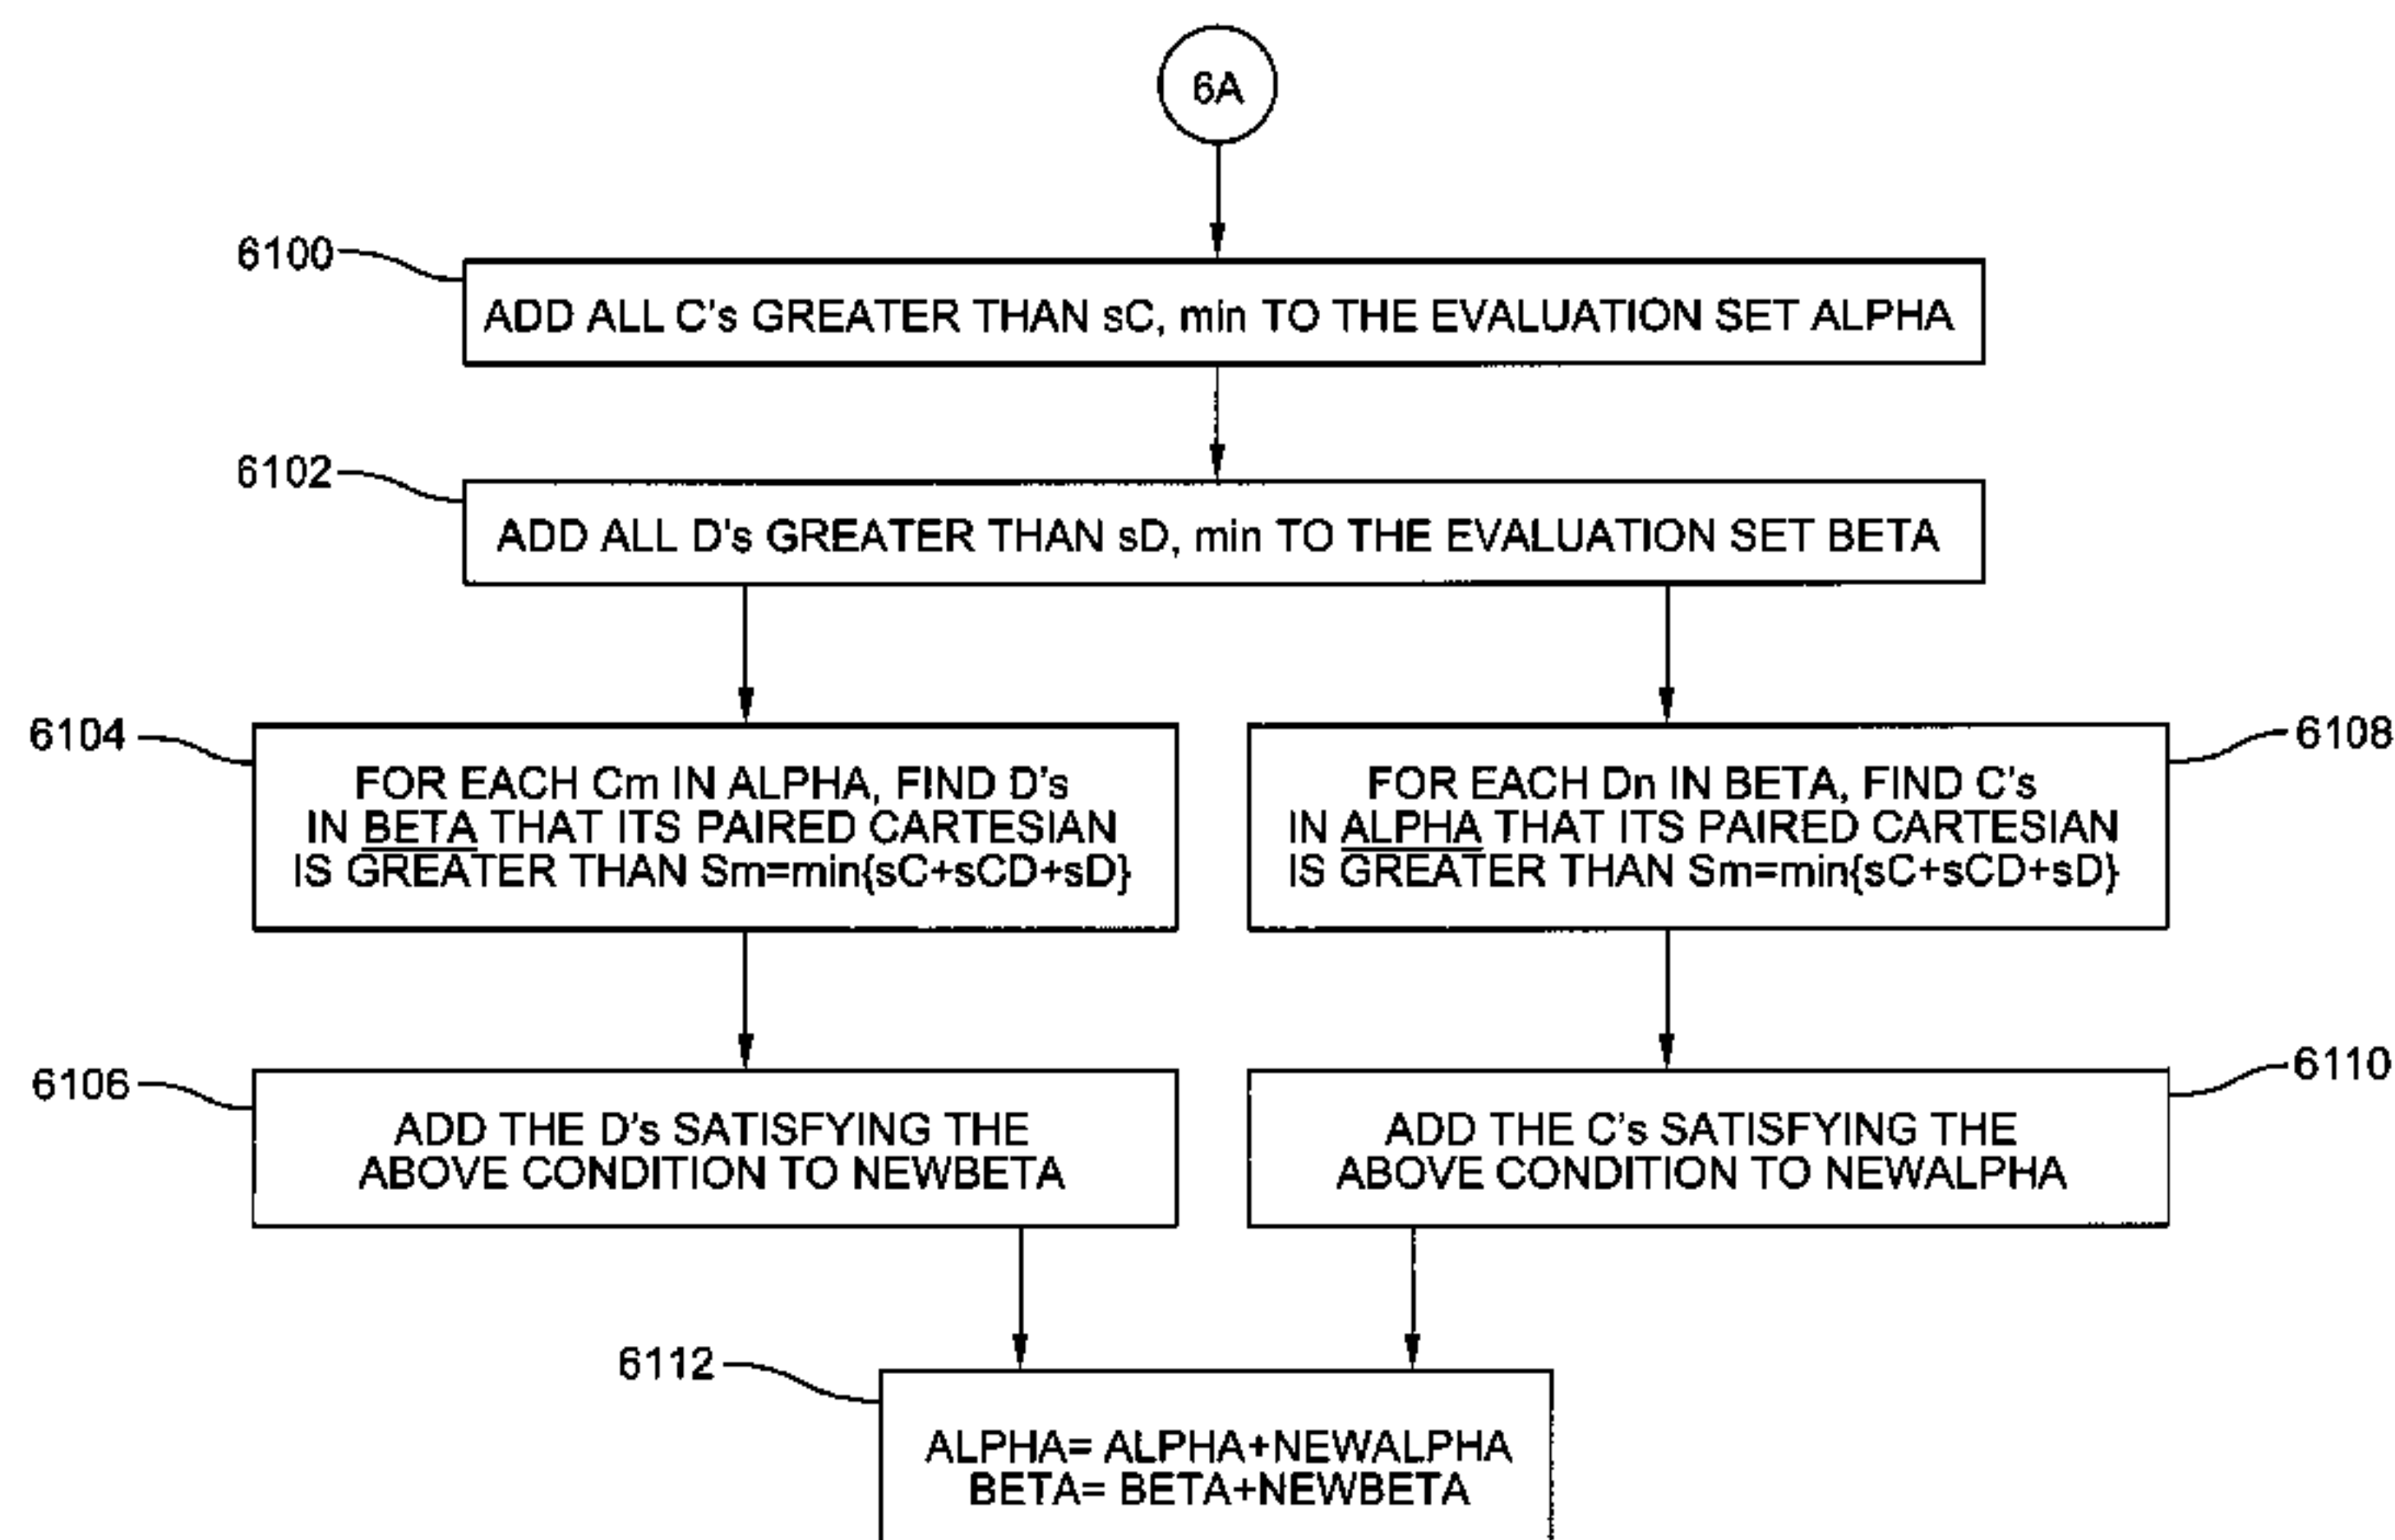 6A
6100
ADD ALL C's GREATER THAN sC, min TO THE EVALUATION SET ALPHA
6102
ADD ALL D's GREATER THAN sD, min TO THE EVALUATION SET BETA
6104
FOR EACH Cm IN ALPHA, FIND D's
IN BETA THAT ITS PAIRED CARTESIAN
IS GREATER THAN Sm=min{sC+sCD+sD}
6108
FOR EACH Dn IN BETA, FIND C's
IN ALPHA THAT ITS PAIRED CARTESIAN
IS GREATER THAN Sm=min{sC+sCD+sD}
6106
ADD THE D's SATISFYING THE
ABOVE CONDITION TO NEWBETA
6110
ADD THE C's SATISFYING THE
ABOVE CONDITION TO NEWALPHA
6112
ALPHA= ALPHA+NEWALPHA
BETA= BETA+NEWBETA